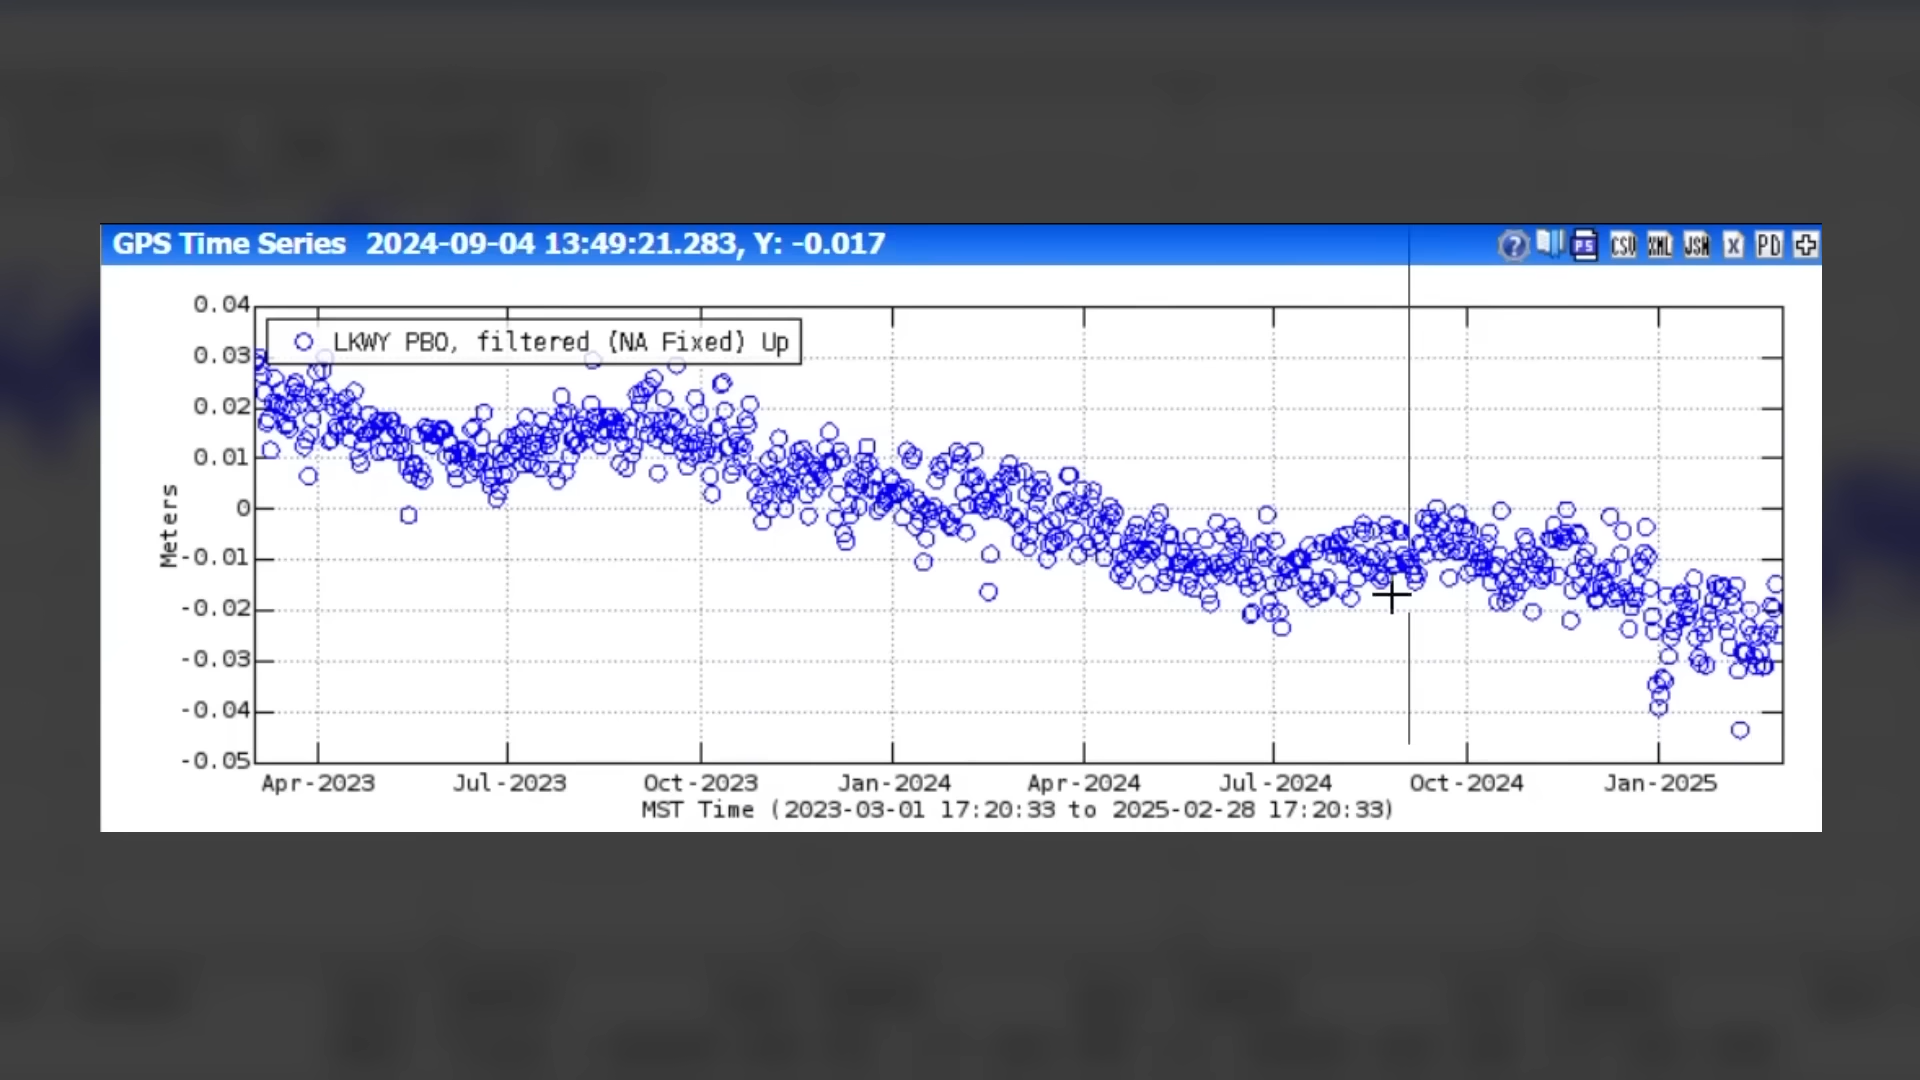 GPS Time Series 2024-09-04 13:49:21.283, Y: -0.017
? PS CSV XML JSN X PD
0.04
LKWY PBO, filtered (NA Fixed) Up
0.03
0.02
0.01
0
-0.01
-0.02
-0.03
-0.04
-0.05
Meters
Apr-2023 Jul-2023 Oct-2023 Jan-2024 Apr-2024 Jul-2024 Oct-2024 Jan-2025
MST Time (2023-03-01 17:20:33 to 2025-02-28 17:20:33)